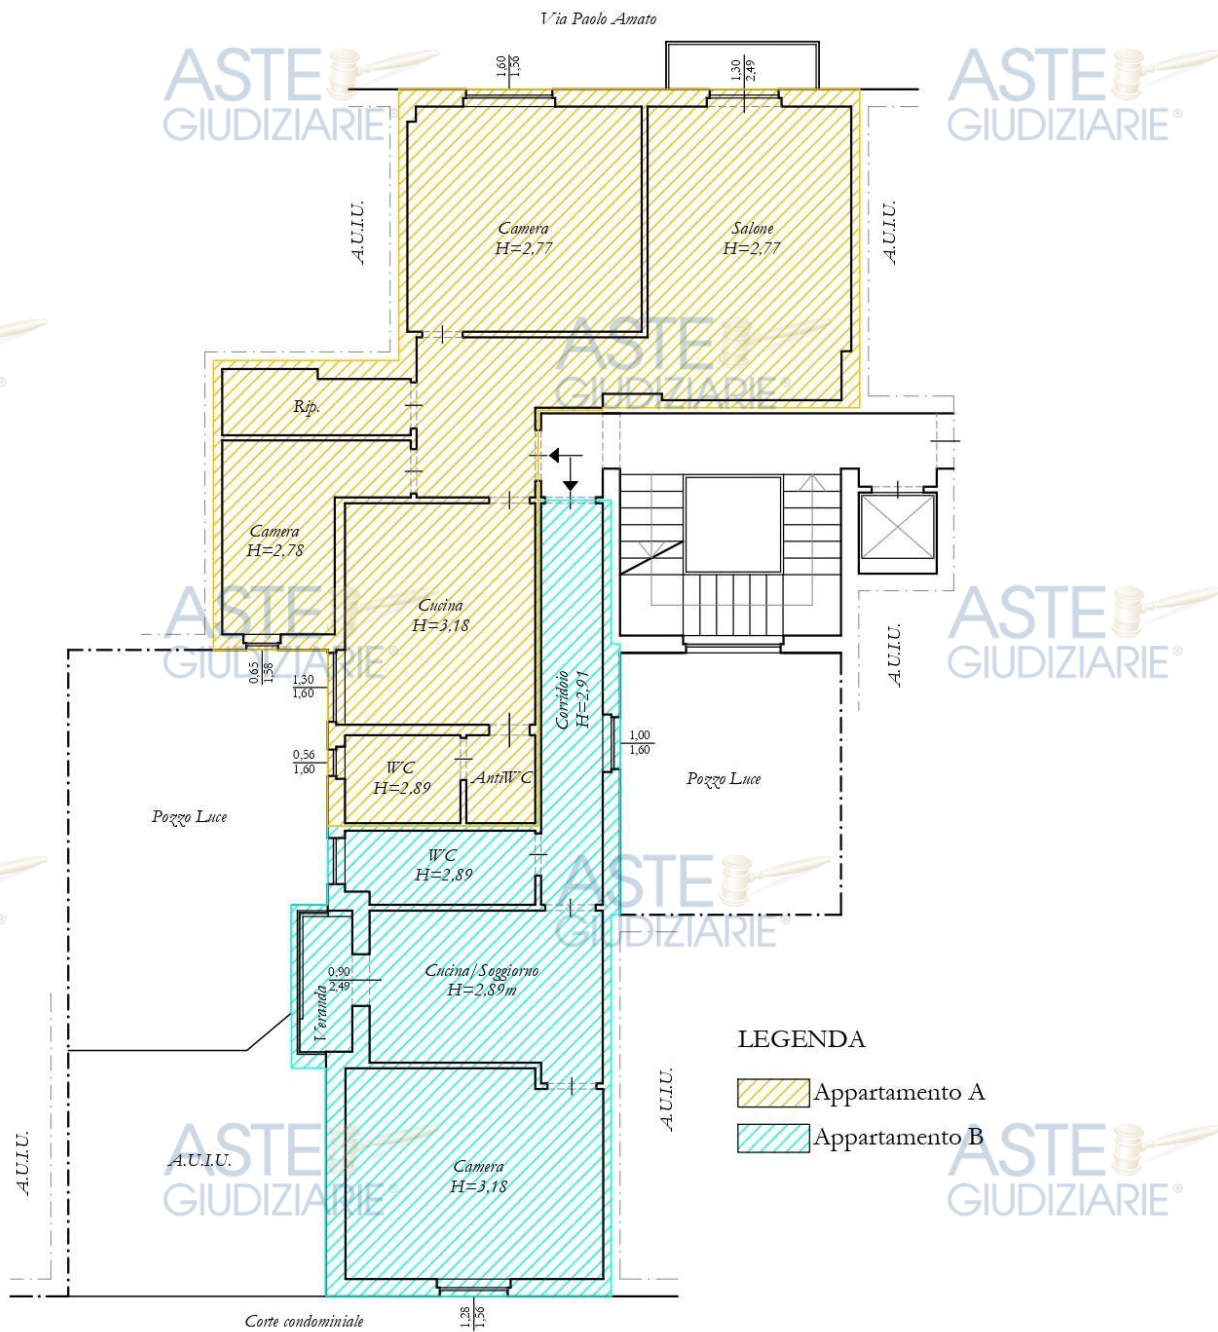 Via Paolo Amato
ASTE
GIUDIZIARIE®
ASTE
GIUDIZIARIE®
1,60
1,56
1,30
2,49
A.U.I.U.
Camera
H=2,77
Salone
H=2,77
A.U.I.U.
ASTE
GIUDIZIARIE®
Rip.
Camera
H=2,78
Cucina
H=3,18
ASTE
GIUDIZIARIE®
ASTE
GIUDIZIARIE®
A.U.I.U.
0,65
1,58
1,30
1,60
Corridoio
H=2,91
0,56
1,60
WC
H=2,89
AntiWC
1,00
1,60
Pozzo Luce
Pozzo Luce
WC
H=2,89
ASTE
GIUDIZIARIE®
0,90
2,49
Veranda
Cucina/Soggiorno
H=2,89m
LEGENDA
Appartamento A
Appartamento B
A.U.I.U.
A.U.I.U.
A.U.I.U.
ASTE
GIUDIZIARIE®
Camera
H=3,18
ASTE
GIUDIZIARIE®
Corte condominiale
1,28
1,56